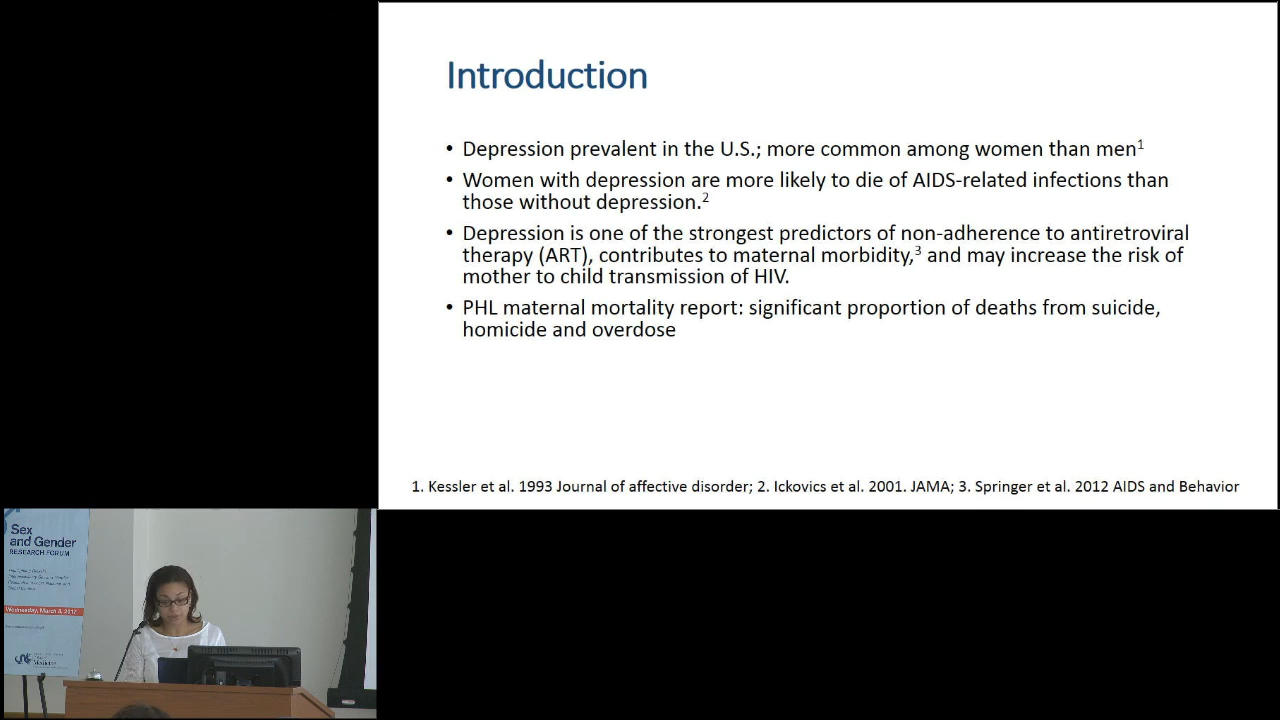 Introduction
• Depression prevalent in the U.S.; more common among women than men1
• Women with depression are more likely to die of AIDS-related infections than
those without depression.2
• Depression is one of the strongest predictors of non-adherence to antiretroviral
therapy (ART), contributes to maternal morbidity,3 and may increase the risk of
mother to child transmission of HIV.
• PHL maternal mortality report: significant proportion of deaths from suicide,
homicide and overdose
1. Kessler et al. 1993 Journal of affective disorder; 2. Ickovics et al. 2001. JAMA; 3. Springer et al. 2012 AIDS and Behavior
Sex
and Gender
RESEARCH FORUM
Wednesday, March 8, 2017
Medicine